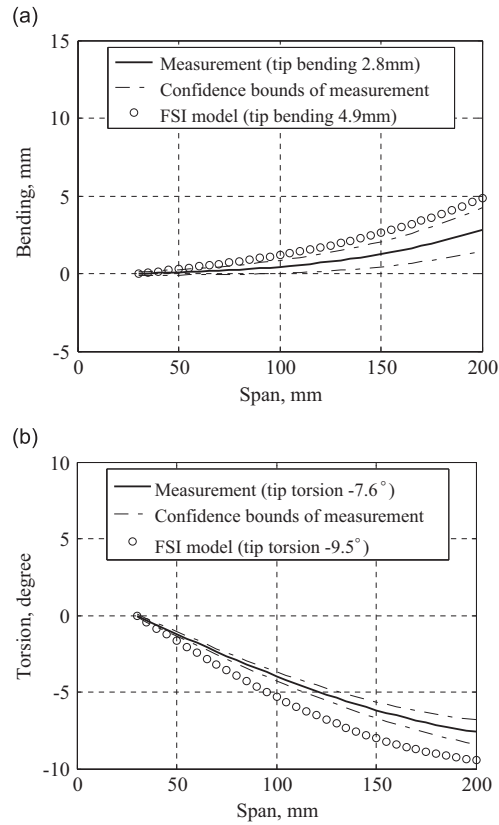 (a)
15
Measurement (tip bending 2.8mm)
Confidence bounds of measurement
FSI model (tip bending 4.9mm)
10
5
0
-5
Bending, mm
0 50 100 150 200
Span, mm
(b)
10
Measurement (tip torsion -7.6°)
Confidence bounds of measurement
FSI model (tip torsion -9.5°)
5
0
-5
-10
Torsion, degree
0 50 100 150 200
Span, mm